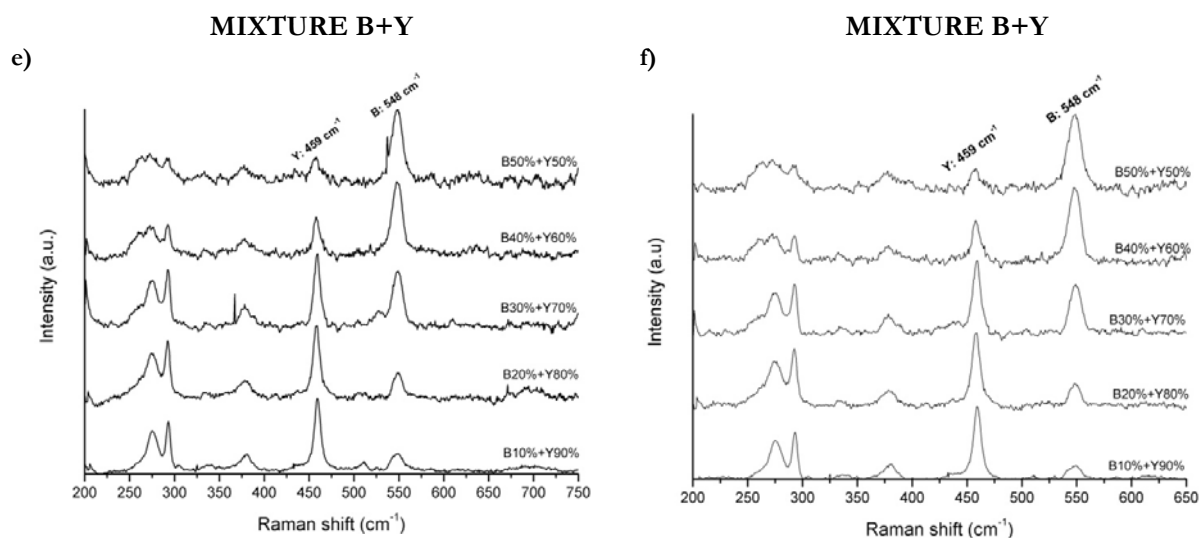 MIXTURE B+Y
e)
Y: 459 cm⁻¹
B: 548 cm⁻¹
B50%+Y50%
B40%+Y60%
B30%+Y70%
B20%+Y80%
B10%+Y90%
Intensity (a.u.)
200 250 300 350 400 450 500 550 600 650 700 750
Raman shift (cm⁻¹)
MIXTURE B+Y
f)
Y: 459 cm⁻¹
B: 548 cm⁻¹
B50%+Y50%
B40%+Y60%
B30%+Y70%
B20%+Y80%
B10%+Y90%
Intensity (a.u)
200 250 300 350 400 450 500 550 600 650
Raman shift (cm⁻¹)